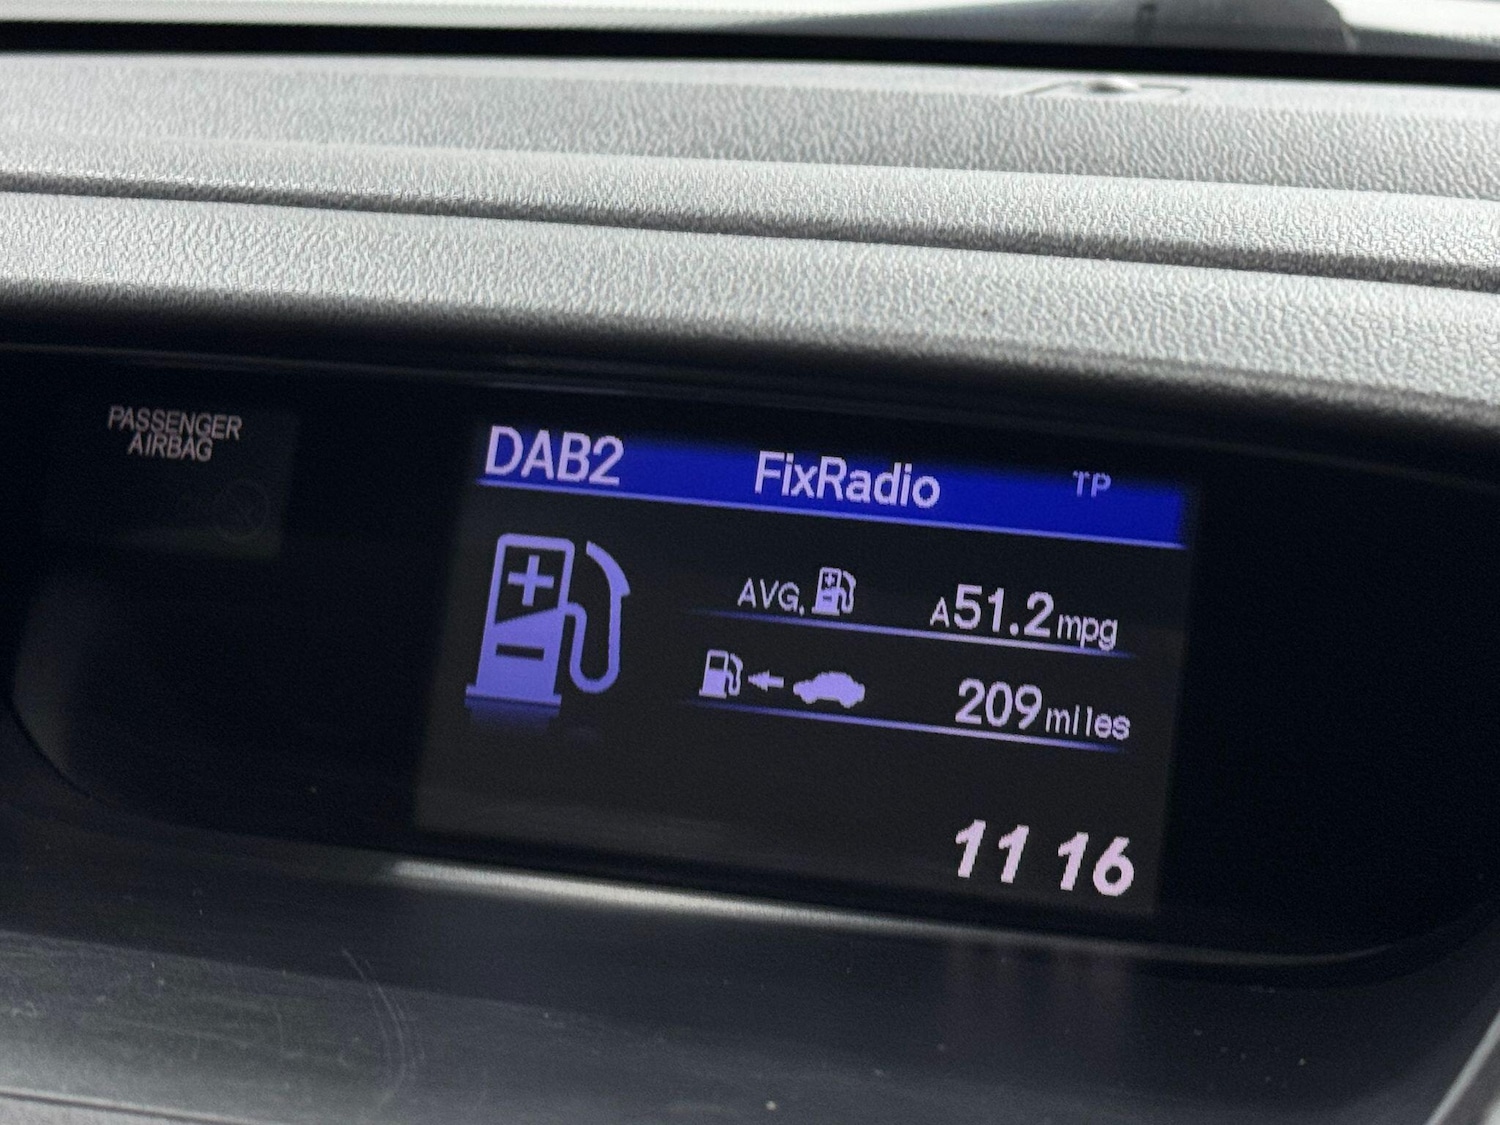 PASSENGER
AIRBAG
DAB2 FixRadio TP
AVG. A51.2mpg
209miles
11 16